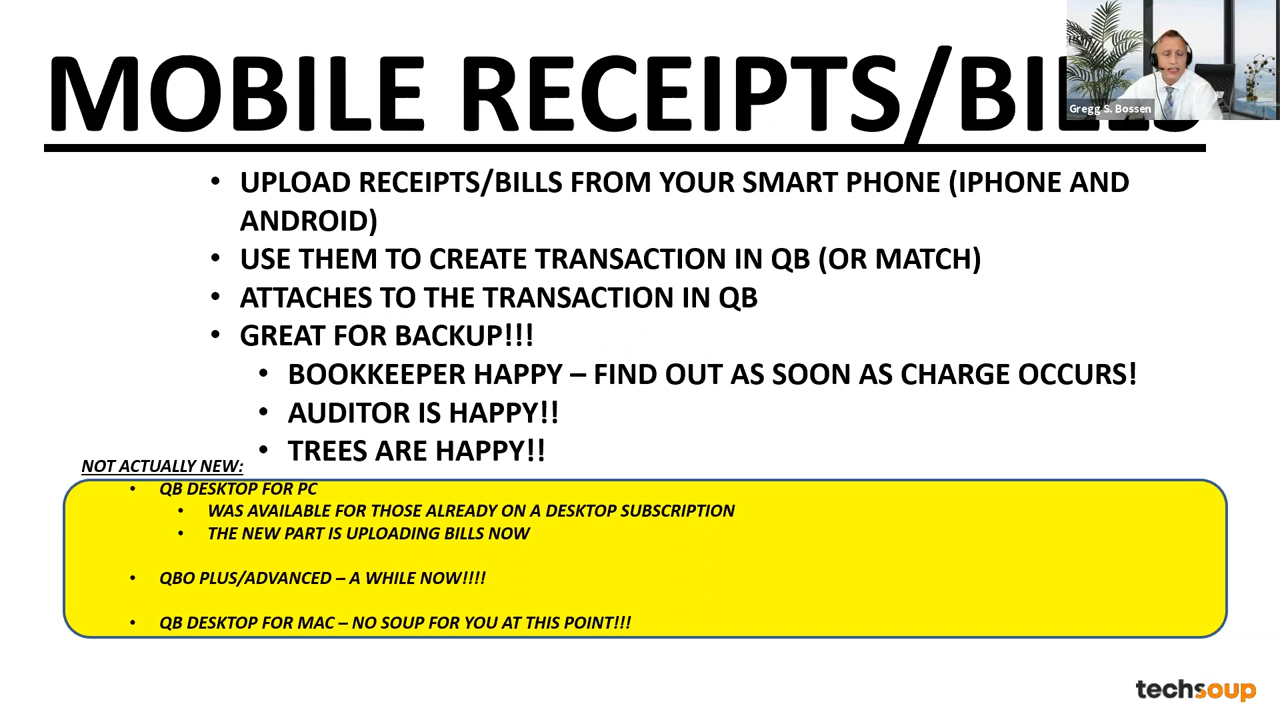 MOBILE RECEIPTS/BILLS
Gregg S. Bossen
• UPLOAD RECEIPTS/BILLS FROM YOUR SMART PHONE (IPHONE AND
ANDROID)
• USE THEM TO CREATE TRANSACTION IN QB (OR MATCH)
• ATTACHES TO THE TRANSACTION IN QB
• GREAT FOR BACKUP!!!
• BOOKKEEPER HAPPY – FIND OUT AS SOON AS CHARGE OCCURS!
• AUDITOR IS HAPPY!!
• TREES ARE HAPPY!!
NOT ACTUALLY NEW:
• QB DESKTOP FOR PC
• WAS AVAILABLE FOR THOSE ALREADY ON A DESKTOP SUBSCRIPTION
• THE NEW PART IS UPLOADING BILLS NOW
• QBO PLUS/ADVANCED – A WHILE NOW!!!!
• QB DESKTOP FOR MAC – NO SOUP FOR YOU AT THIS POINT!!!
techsoup